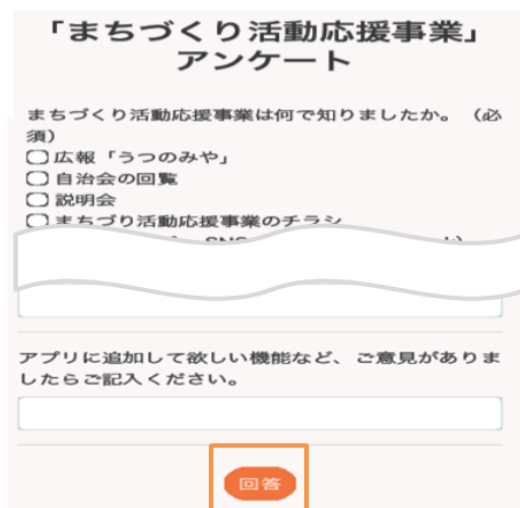 「まちづくり活動応援事業」
アンケート
まちづくり活動応援事業は何で知りましたか。（必
須）
広報「うつのみや」
自治会の回覧
説明会
まちづり活動応援事業のチラシ
SNS
アプリに追加して欲しい機能など、ご意見がありま
したらご記入ください。
回答